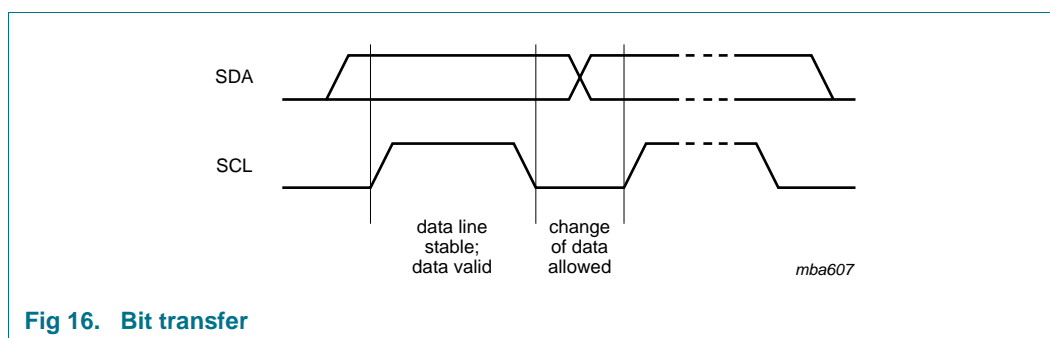 SDA
SCL
data line
stable;
data valid
change
of data
allowed
mba607
Fig 16. Bit transfer